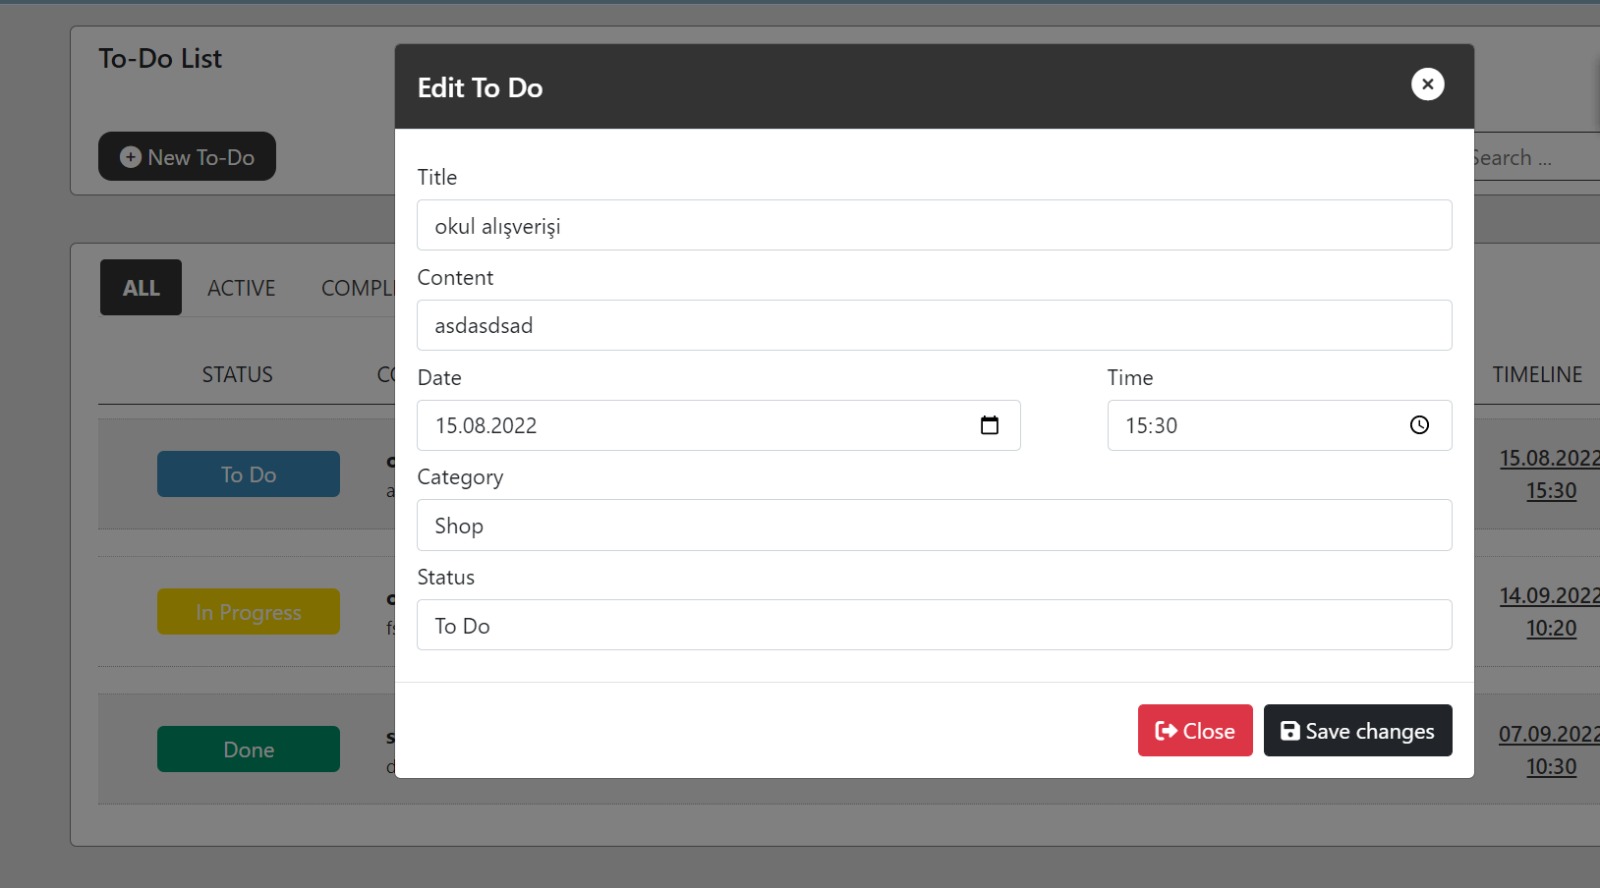 To-Do List
New To-Do
Search ...
ALL ACTIVE
STATUS TIMELINE
To Do 15.08.2022
15:30
In Progress 14.09.2022
10:20
Done 07.09.2022
10:30
Edit To Do
Title
okul alışverişi
Content
asdasdsad
Date Time
15.08.2022 15:30
Category
Shop
Status
To Do
Close Save changes